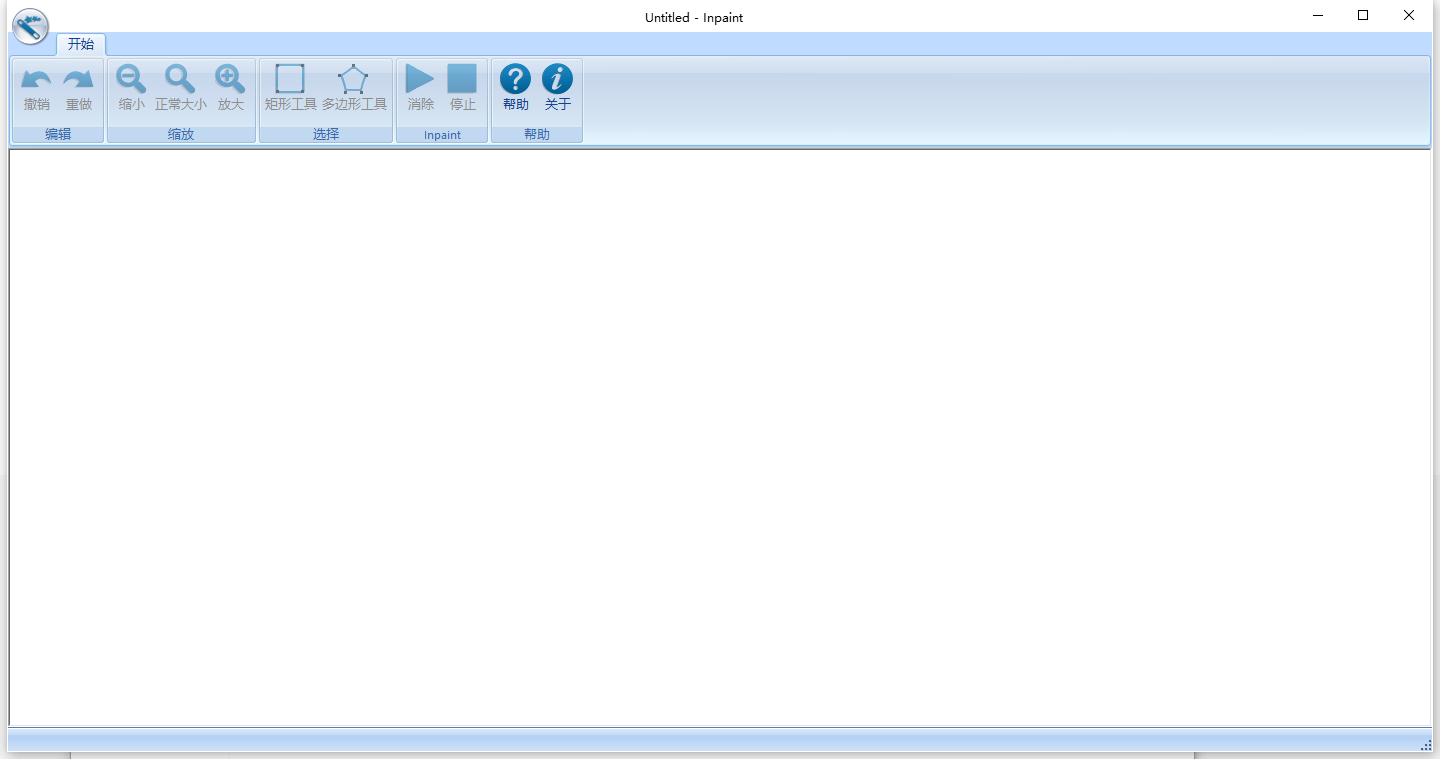 Untitled - Inpaint
开始
撤销 重做 缩小 正常大小 放大 矩形工具 多边形工具 消除 停止 帮助 关于
编辑 缩放 选择 Inpaint 帮助